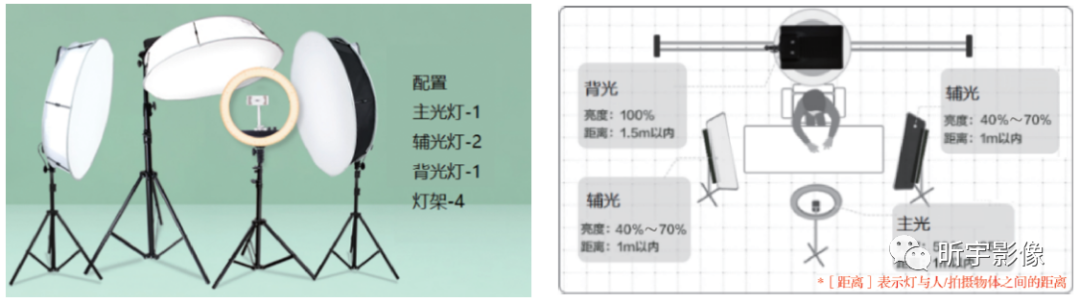 配置
主光灯-1
辅光灯-2
背光灯-1
灯架-4
背光
亮度：100%
距离：1.5m以内
辅光
亮度：40%～70%
距离：1m以内
辅光
亮度：40%～70%
距离：1m以内
主光
昕宇影像
*［距离］表示灯与人/拍摄物体之间的距离